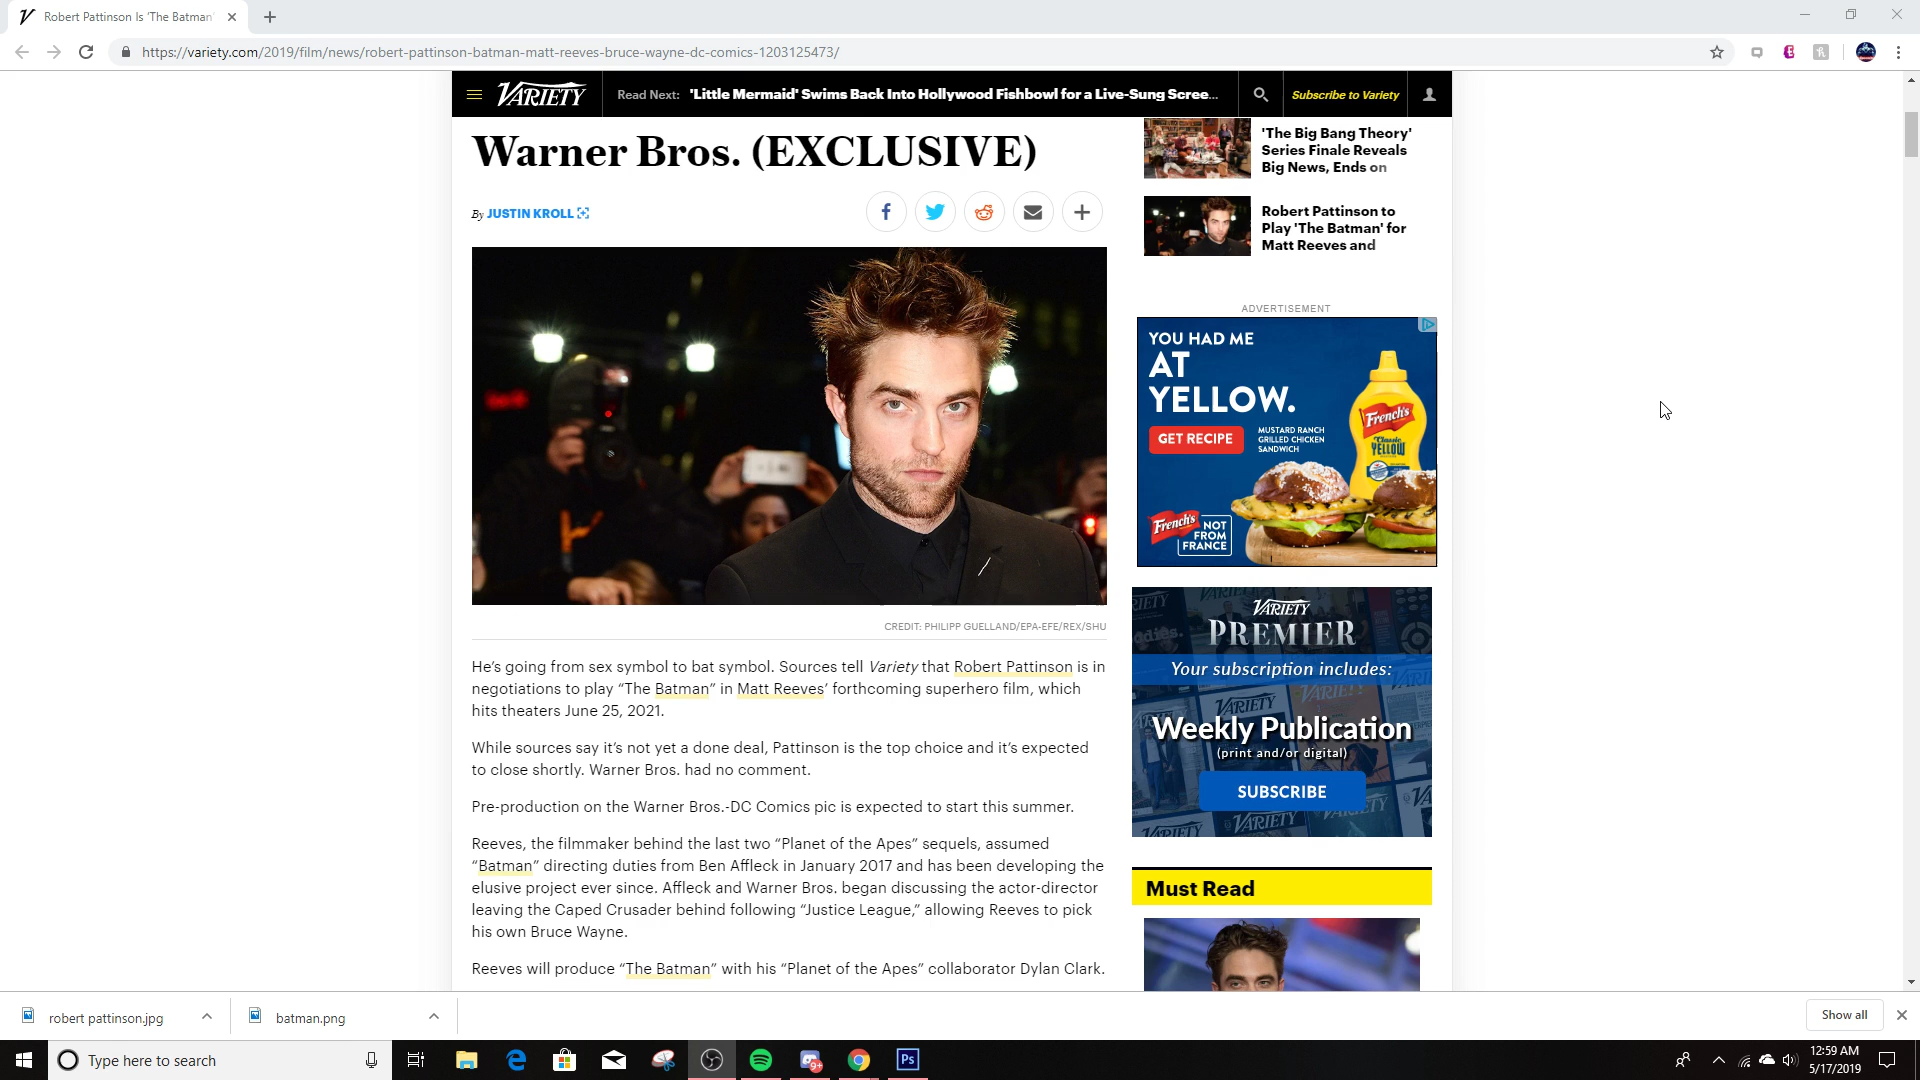 Robert Pattinson Is 'The Batman'
https://variety.com/2019/film/news/robert-pattinson-batman-matt-reeves-bruce-wayne-dc-comics-1203125473/
VARIETY
Read Next: 'Little Mermaid' Swims Back Into Hollywood Fishbowl for a Live-Sung Scree...
Subscribe to Variety
Warner Bros. (EXCLUSIVE)
By JUSTIN KROLL
CREDIT: PHILIPP GUELLAND/EPA-EFE/REX/SHU
He's going from sex symbol to bat symbol. Sources tell Variety that Robert Pattinson is in
negotiations to play “The Batman” in Matt Reeves’ forthcoming superhero film, which
hits theaters June 25, 2021.
While sources say it’s not yet a done deal, Pattinson is the top choice and it’s expected
to close shortly. Warner Bros. had no comment.
Pre-production on the Warner Bros.-DC Comics pic is expected to start this summer.
Reeves, the filmmaker behind the last two “Planet of the Apes” sequels, assumed
“Batman” directing duties from Ben Affleck in January 2017 and has been developing the
elusive project ever since. Affleck and Warner Bros. began discussing the actor-director
leaving the Caped Crusader behind following “Justice League,” allowing Reeves to pick
his own Bruce Wayne.
Reeves will produce “The Batman” with his “Planet of the Apes” collaborator Dylan Clark.
'The Big Bang Theory'
Series Finale Reveals
Big News, Ends on
Robert Pattinson to
Play 'The Batman' for
Matt Reeves and
ADVERTISEMENT
YOU HAD ME
AT
YELLOW.
GET RECIPE
MUSTARD RANCH
GRILLED CHICKEN
SANDWICH
French's
Classic
YELLOW
French's
NOT
FROM
FRANCE
VARIETY
PREMIER
Your subscription includes:
VARIETY
Weekly Publication
(print and/or digital)
SUBSCRIBE
VARIETY
VARIETY
Must Read
robert pattinson.jpg
batman.png
Show all
Type here to search
9+
Ps
12:59 AM
5/17/2019